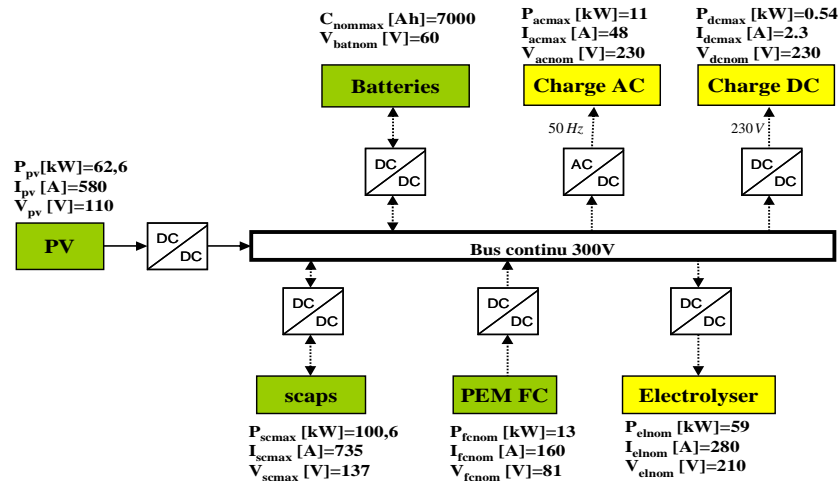 C_nommax [Ah]=7000
V_batnom [V]=60
P_acmax [kW]=11
I_acmax [A]=48
V_acnom [V]=230
P_dcmax [kW]=0.54
I_dcmax [A]=2.3
V_dcnom [V]=230
Batteries
Charge AC
Charge DC
50 Hz
230 V
DC
DC
AC
DC
DC
DC
P_pv[kW]=62,6
I_pv [A]=580
V_pv [V]=110
PV
DC
DC
Bus continu 300V
DC
DC
DC
DC
DC
DC
scaps
PEM FC
Electrolyser
P_scmax [kW]=100,6
I_scmax [A]=735
V_scmax [V]=137
P_fcnom [kW]=13
I_fcnom [A]=160
V_fcnom [V]=81
P_elnom [kW]=59
I_elnom [A]=280
V_elnom [V]=210